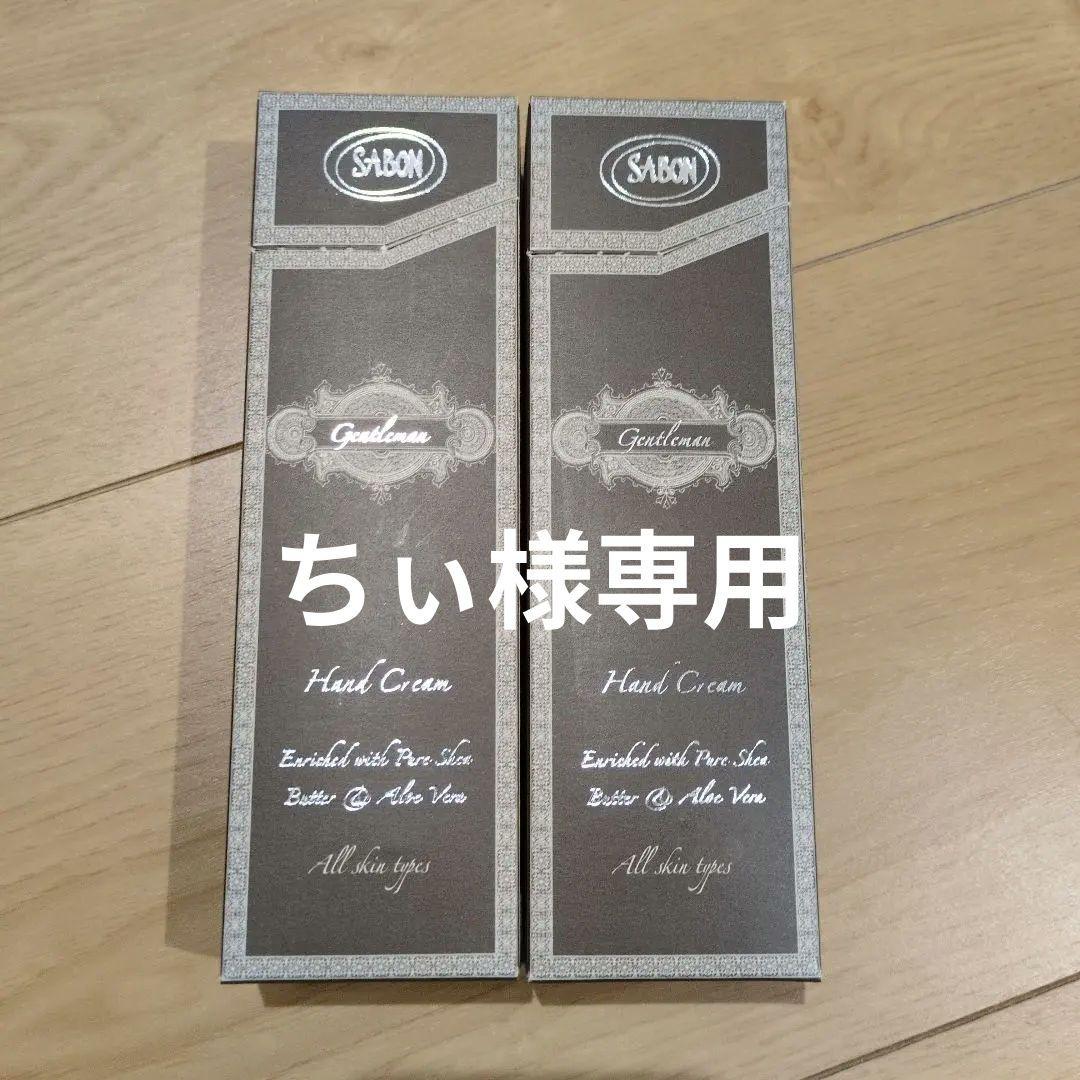 SABON
Gentleman
Hand Cream
Enriched with Pure Shea
Butter & Aloe Vera
All skin types
SABON
Gentleman
Hand Cream
Enriched with Pure Shea
Butter & Aloe Vera
All skin types
ちぃ様専用